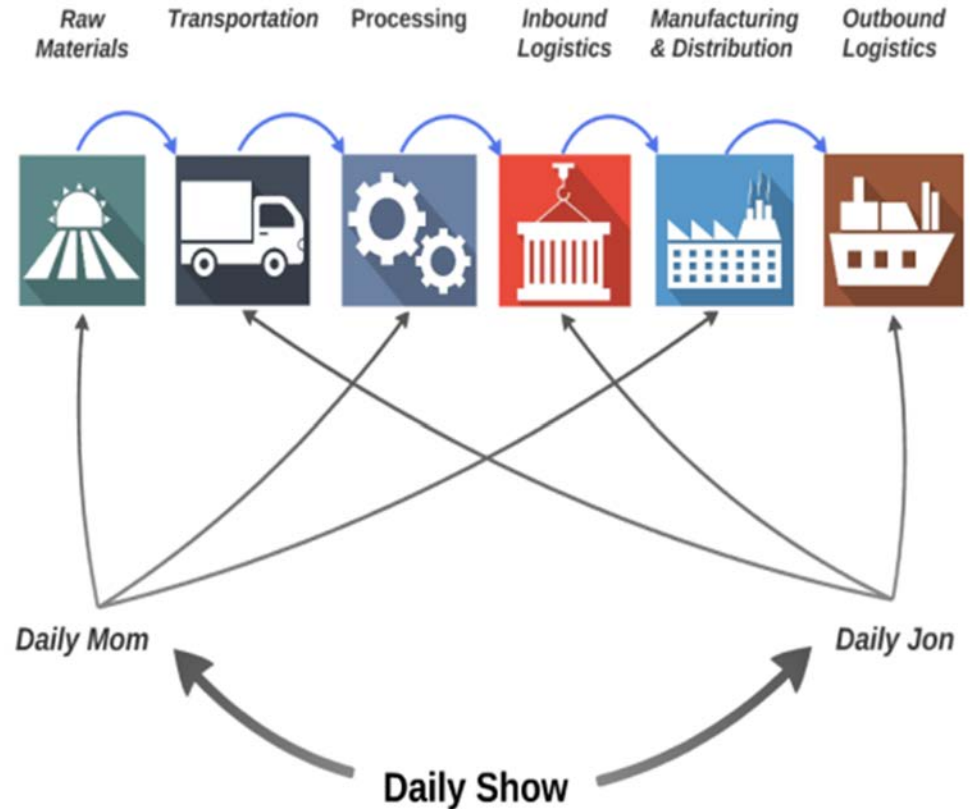 Raw
Materials
Transportation
Processing
Inbound
Logistics
Manufacturing
& Distribution
Outbound
Logistics
Daily Mom
Daily Jon
Daily Show